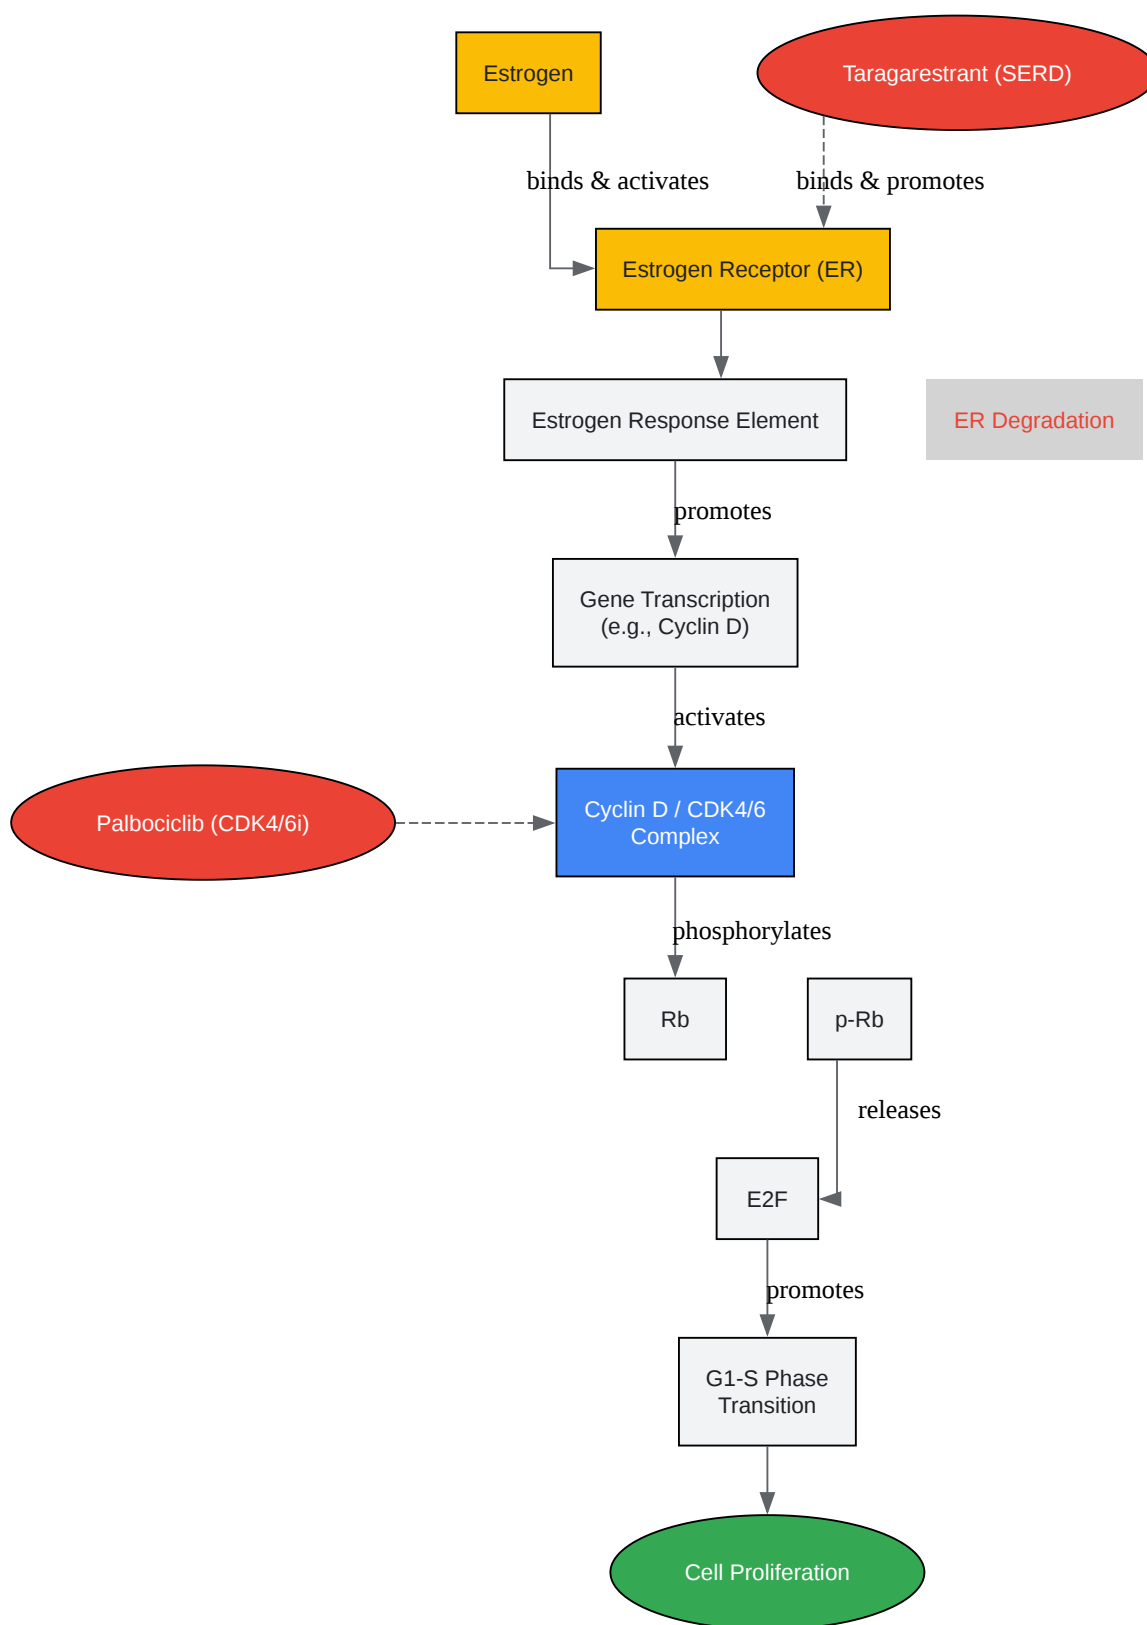 Estrogen
Taragarestrant (SERD)
binds & activates
binds & promotes
Estrogen Receptor (ER)
Estrogen Response Element
ER Degradation
promotes
Gene Transcription
(e.g., Cyclin D)
activates
Palbociclib (CDK4/6i)
Cyclin D / CDK4/6
Complex
phosphorylates
Rb
p-Rb
releases
E2F
promotes
G1-S Phase
Transition
Cell Proliferation